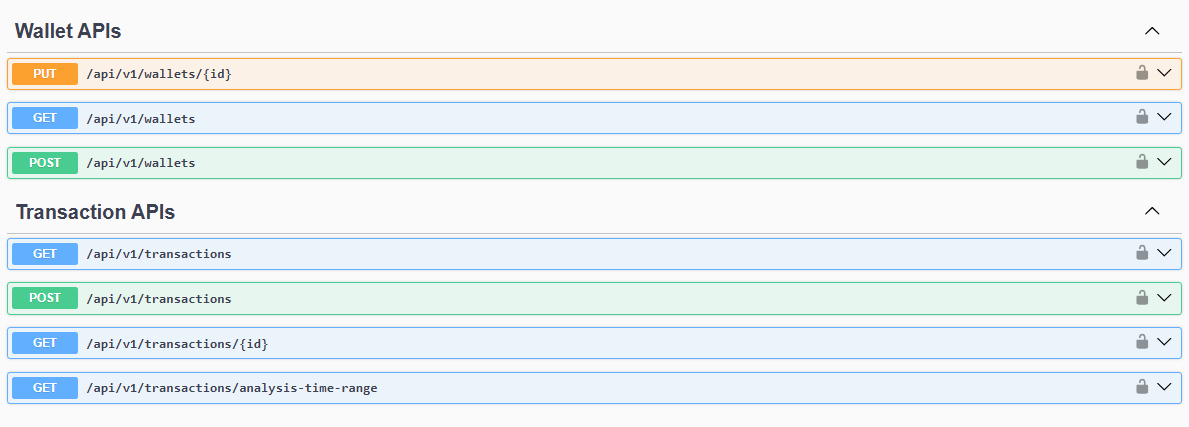 Wallet APIs
PUT /api/v1/wallets/{id}
GET /api/v1/wallets
POST /api/v1/wallets
Transaction APIs
GET /api/v1/transactions
POST /api/v1/transactions
GET /api/v1/transactions/{id}
GET /api/v1/transactions/analysis-time-range